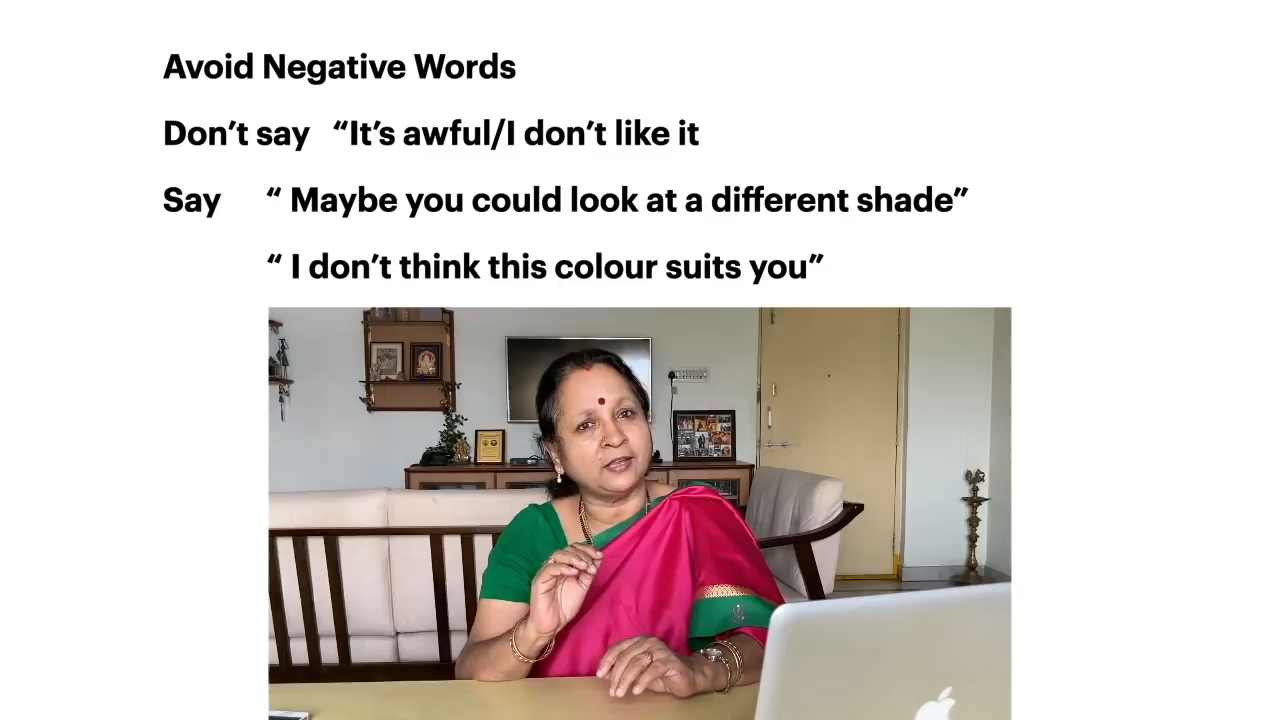 Avoid Negative Words
Don’t say “It’s awful/I don’t like it
Say “ Maybe you could look at a different shade”
“ I don’t think this colour suits you”